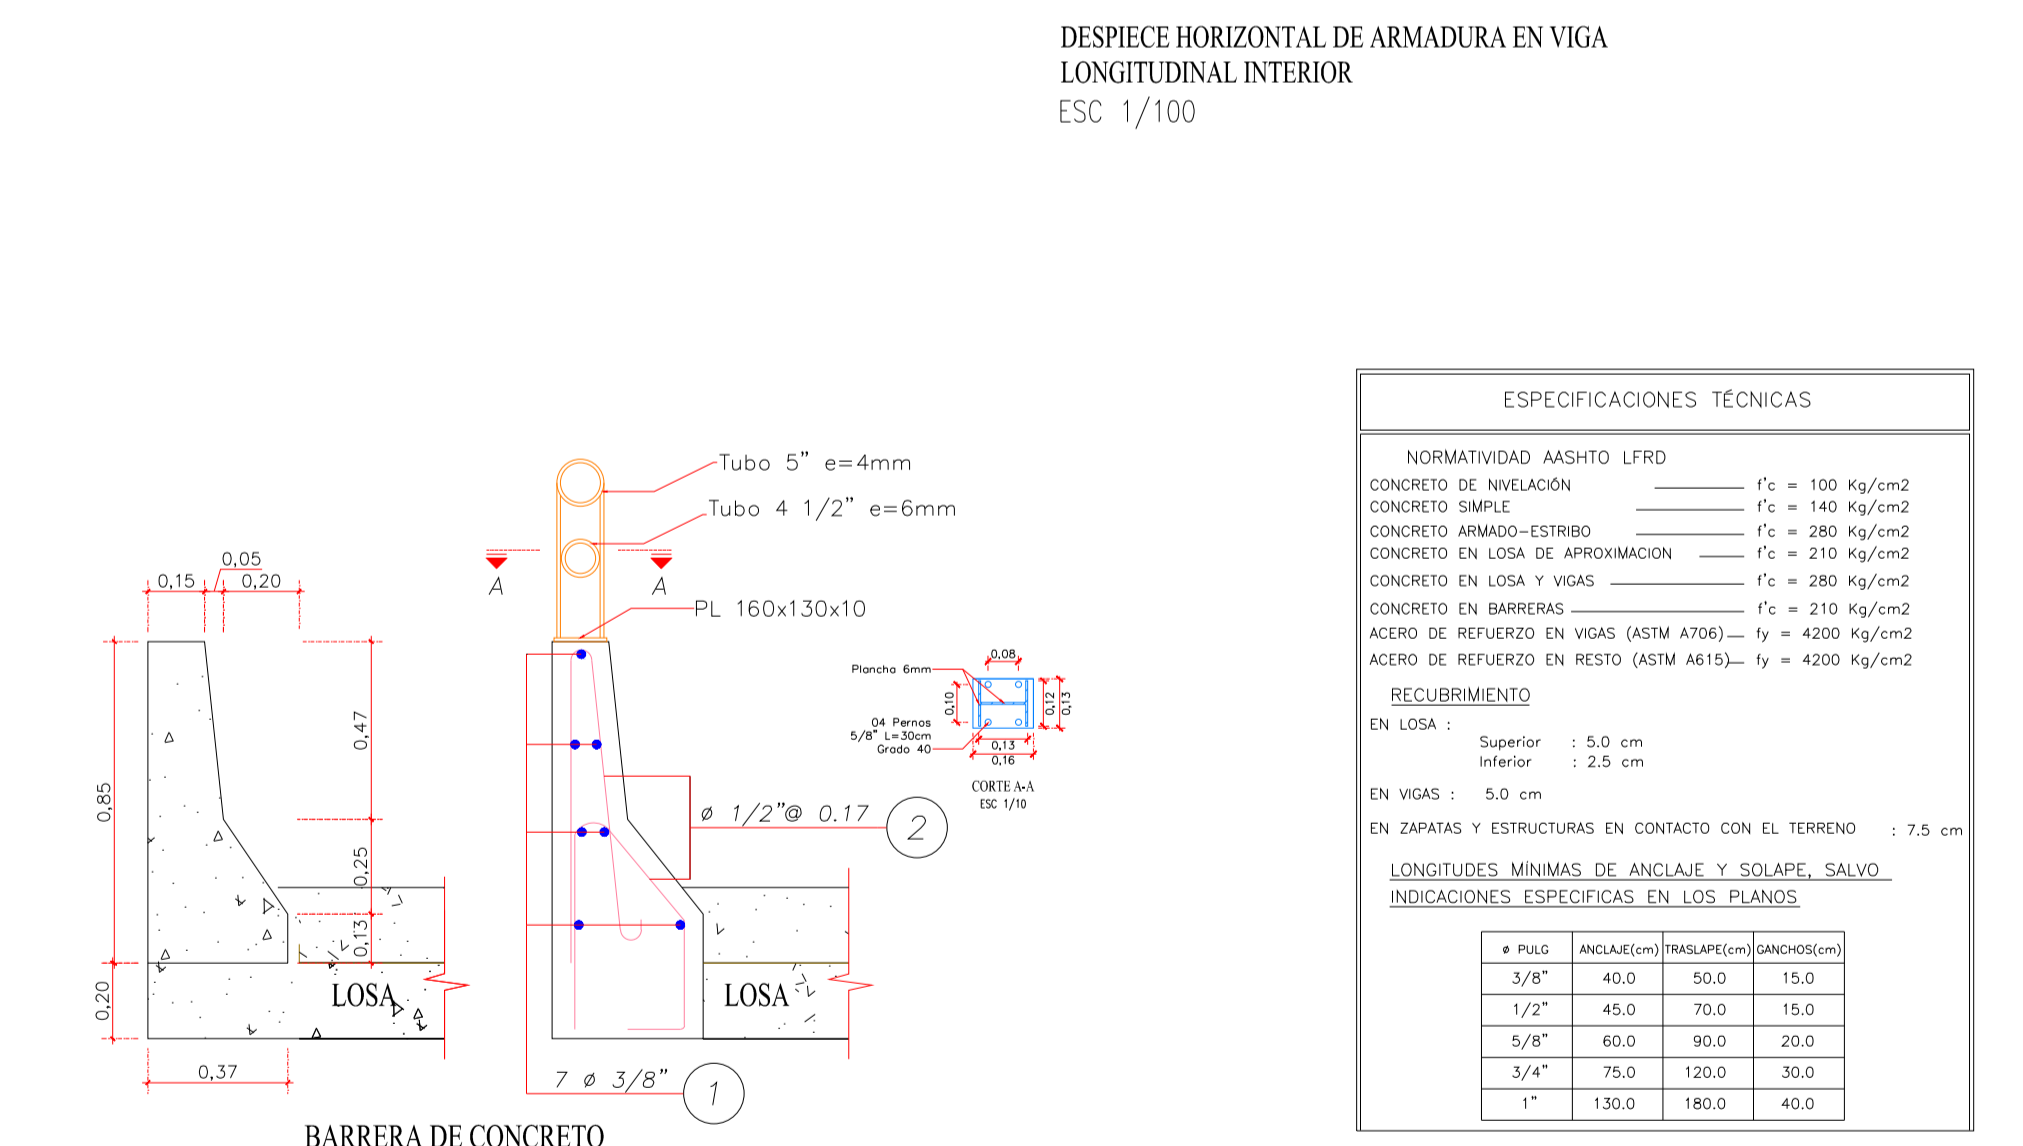 DESPIECE HORIZONTAL DE ARMADURA EN VIGA
LONGITUDINAL INTERIOR
ESC 1/100
0,15
0,05
0,20
0,85
0,47
0,25
0,13
0,20
0,37
LOSA
Tubo 5" e=4mm
Tubo 4 1/2" e=6mm
A
A
PL 160x130x10
ø 1/2"@ 0.17
2
LOSA
7 ø 3/8"
1
BARRERA DE CONCRETO
Plancha 6mm
04 Pernos
5/8" L=30cm
Grado 40
0,08
0,10
0,12
0,13
0,13
0,16
CORTE A-A
ESC 1/10
ESPECIFICACIONES TÉCNICAS
NORMATIVIDAD AASHTO LFRD
CONCRETO DE NIVELACIÓN f'c = 100 Kg/cm2
CONCRETO SIMPLE f'c = 140 Kg/cm2
CONCRETO ARMADO-ESTRIBO f'c = 280 Kg/cm2
CONCRETO EN LOSA DE APROXIMACION f'c = 210 Kg/cm2
CONCRETO EN LOSA Y VIGAS f'c = 280 Kg/cm2
CONCRETO EN BARRERAS f'c = 210 Kg/cm2
ACERO DE REFUERZO EN VIGAS (ASTM A706) fy = 4200 Kg/cm2
ACERO DE REFUERZO EN RESTO (ASTM A615) fy = 4200 Kg/cm2
RECUBRIMIENTO
EN LOSA :
Superior : 5.0 cm
Inferior : 2.5 cm
EN VIGAS : 5.0 cm
EN ZAPATAS Y ESTRUCTURAS EN CONTACTO CON EL TERRENO : 7.5 cm
LONGITUDES MÍNIMAS DE ANCLAJE Y SOLAPE, SALVO
INDICACIONES ESPECIFICAS EN LOS PLANOS
ø PULG ANCLAJE(cm) TRASLAPE(cm) GANCHOS(cm)
3/8" 40.0 50.0 15.0
1/2" 45.0 70.0 15.0
5/8" 60.0 90.0 20.0
3/4" 75.0 120.0 30.0
1" 130.0 180.0 40.0